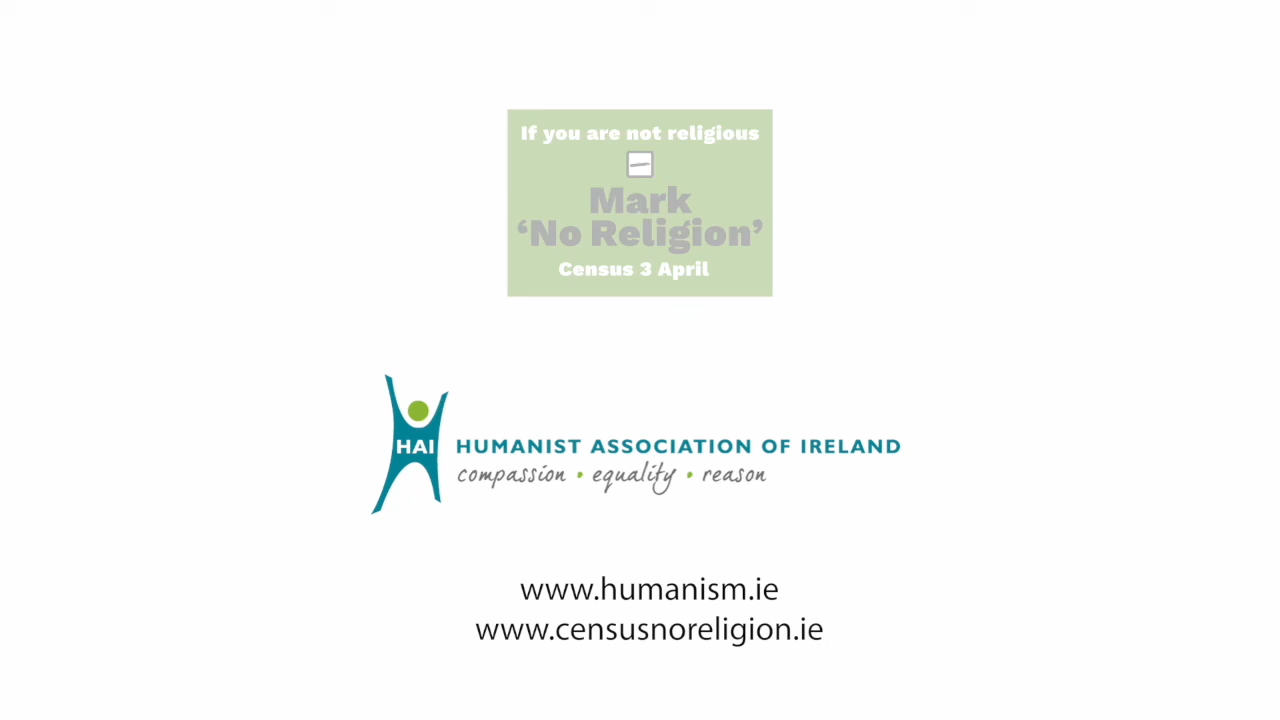 If you are not religious
Mark
‘No Religion’
Census 3 April
HAI
HUMANIST ASSOCIATION OF IRELAND
compassion • equality • reason
www.humanism.ie
www.censusnoreligion.ie